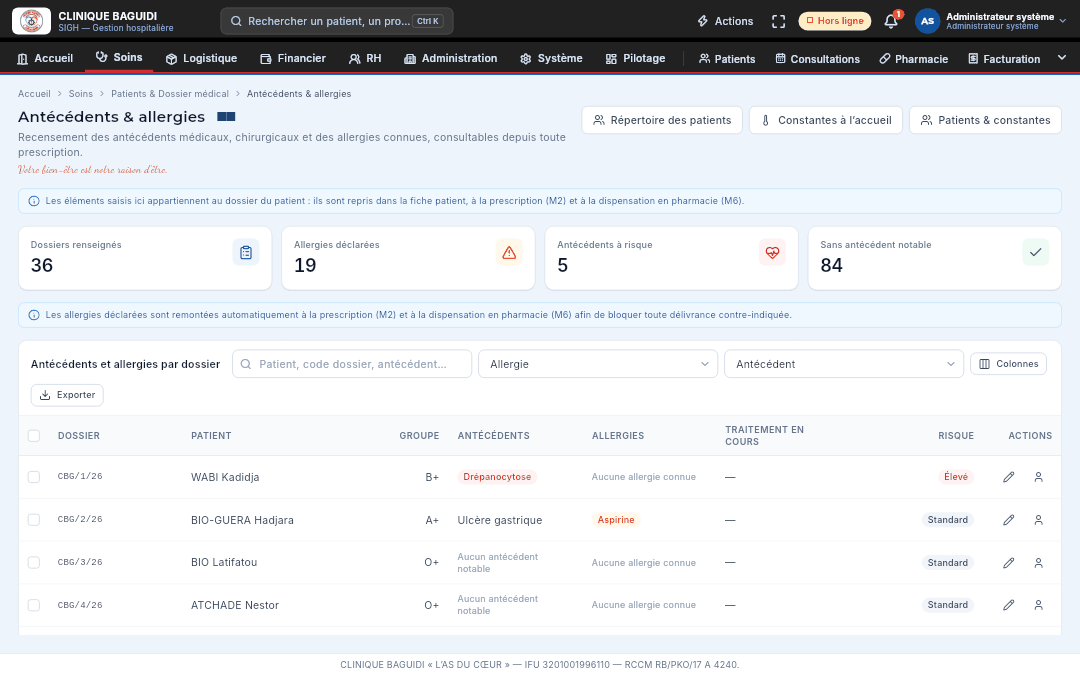 CLINIQUE BAGUIDI
SIGH — Gestion hospitalière
Rechercher un patient, un pro... Ctrl K
Actions
Hors ligne
1
AS
Administrateur système
Administrateur système
Accueil Soins Logistique Financier RH Administration Système Pilotage Patients Consultations Pharmacie Facturation
Accueil > Soins > Patients & Dossier médical > Antécédents & allergies
Antécédents & allergies
Recensement des antécédents médicaux, chirurgicaux et des allergies connues, consultables depuis toute
prescription.
Votre bien-être est notre raison d'être.
Répertoire des patients
Constantes à l'accueil
Patients & constantes
Les éléments saisis ici appartiennent au dossier du patient : ils sont repris dans la fiche patient, à la prescription (M2) et à la dispensation en pharmacie (M6).
Dossiers renseignés
36
Allergies déclarées
19
Antécédents à risque
5
Sans antécédent notable
84
Les allergies déclarées sont remontées automatiquement à la prescription (M2) et à la dispensation en pharmacie (M6) afin de bloquer toute délivrance contre-indiquée.
Antécédents et allergies par dossier
Patient, code dossier, antécédent...
Allergie
Antécédent
Colonnes
Exporter
DOSSIER PATIENT GROUPE ANTÉCÉDENTS ALLERGIES TRAITEMENT EN
COURS RISQUE ACTIONS
CBG/1/26 WABI Kadidja B+ Drépanocytose Aucune allergie connue — Élevé
CBG/2/26 BIO-GUERA Hadjara A+ Ulcère gastrique Aspirine — Standard
CBG/3/26 BIO Latifatou O+ Aucun antécédent
notable Aucune allergie connue — Standard
CBG/4/26 ATCHADE Nestor O+ Aucun antécédent
notable Aucune allergie connue — Standard
CLINIQUE BAGUIDI « L'AS DU CŒUR » — IFU 3201001996110 — RCCM RB/PKO/17 A 4240.